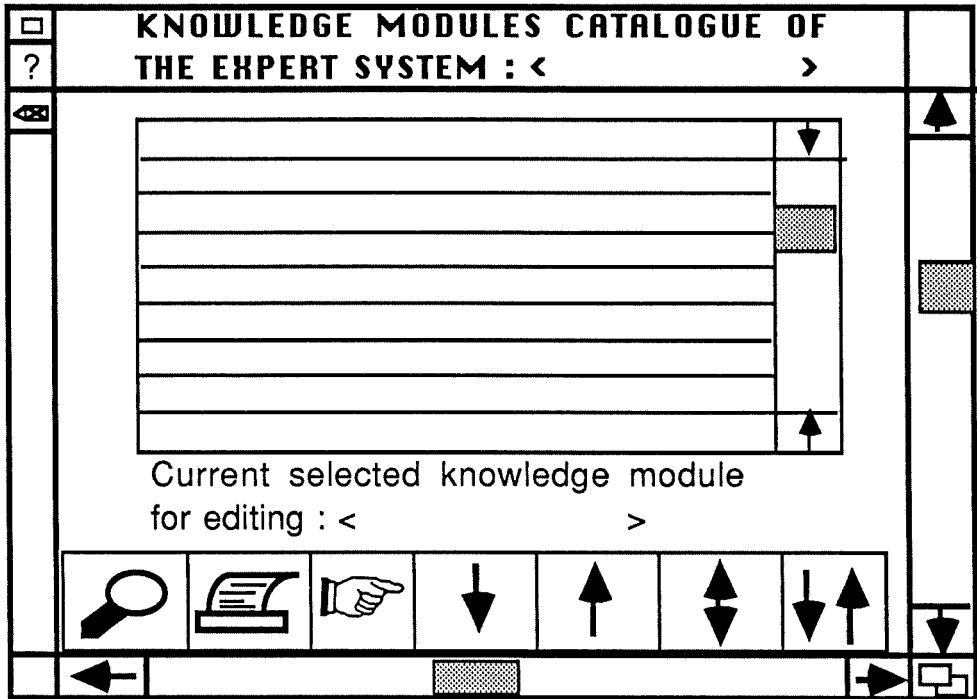 KNOWLEDGE MODULES CATALOGUE OF
THE EXPERT SYSTEM : < >
?
Current selected knowledge module
for editing : < >